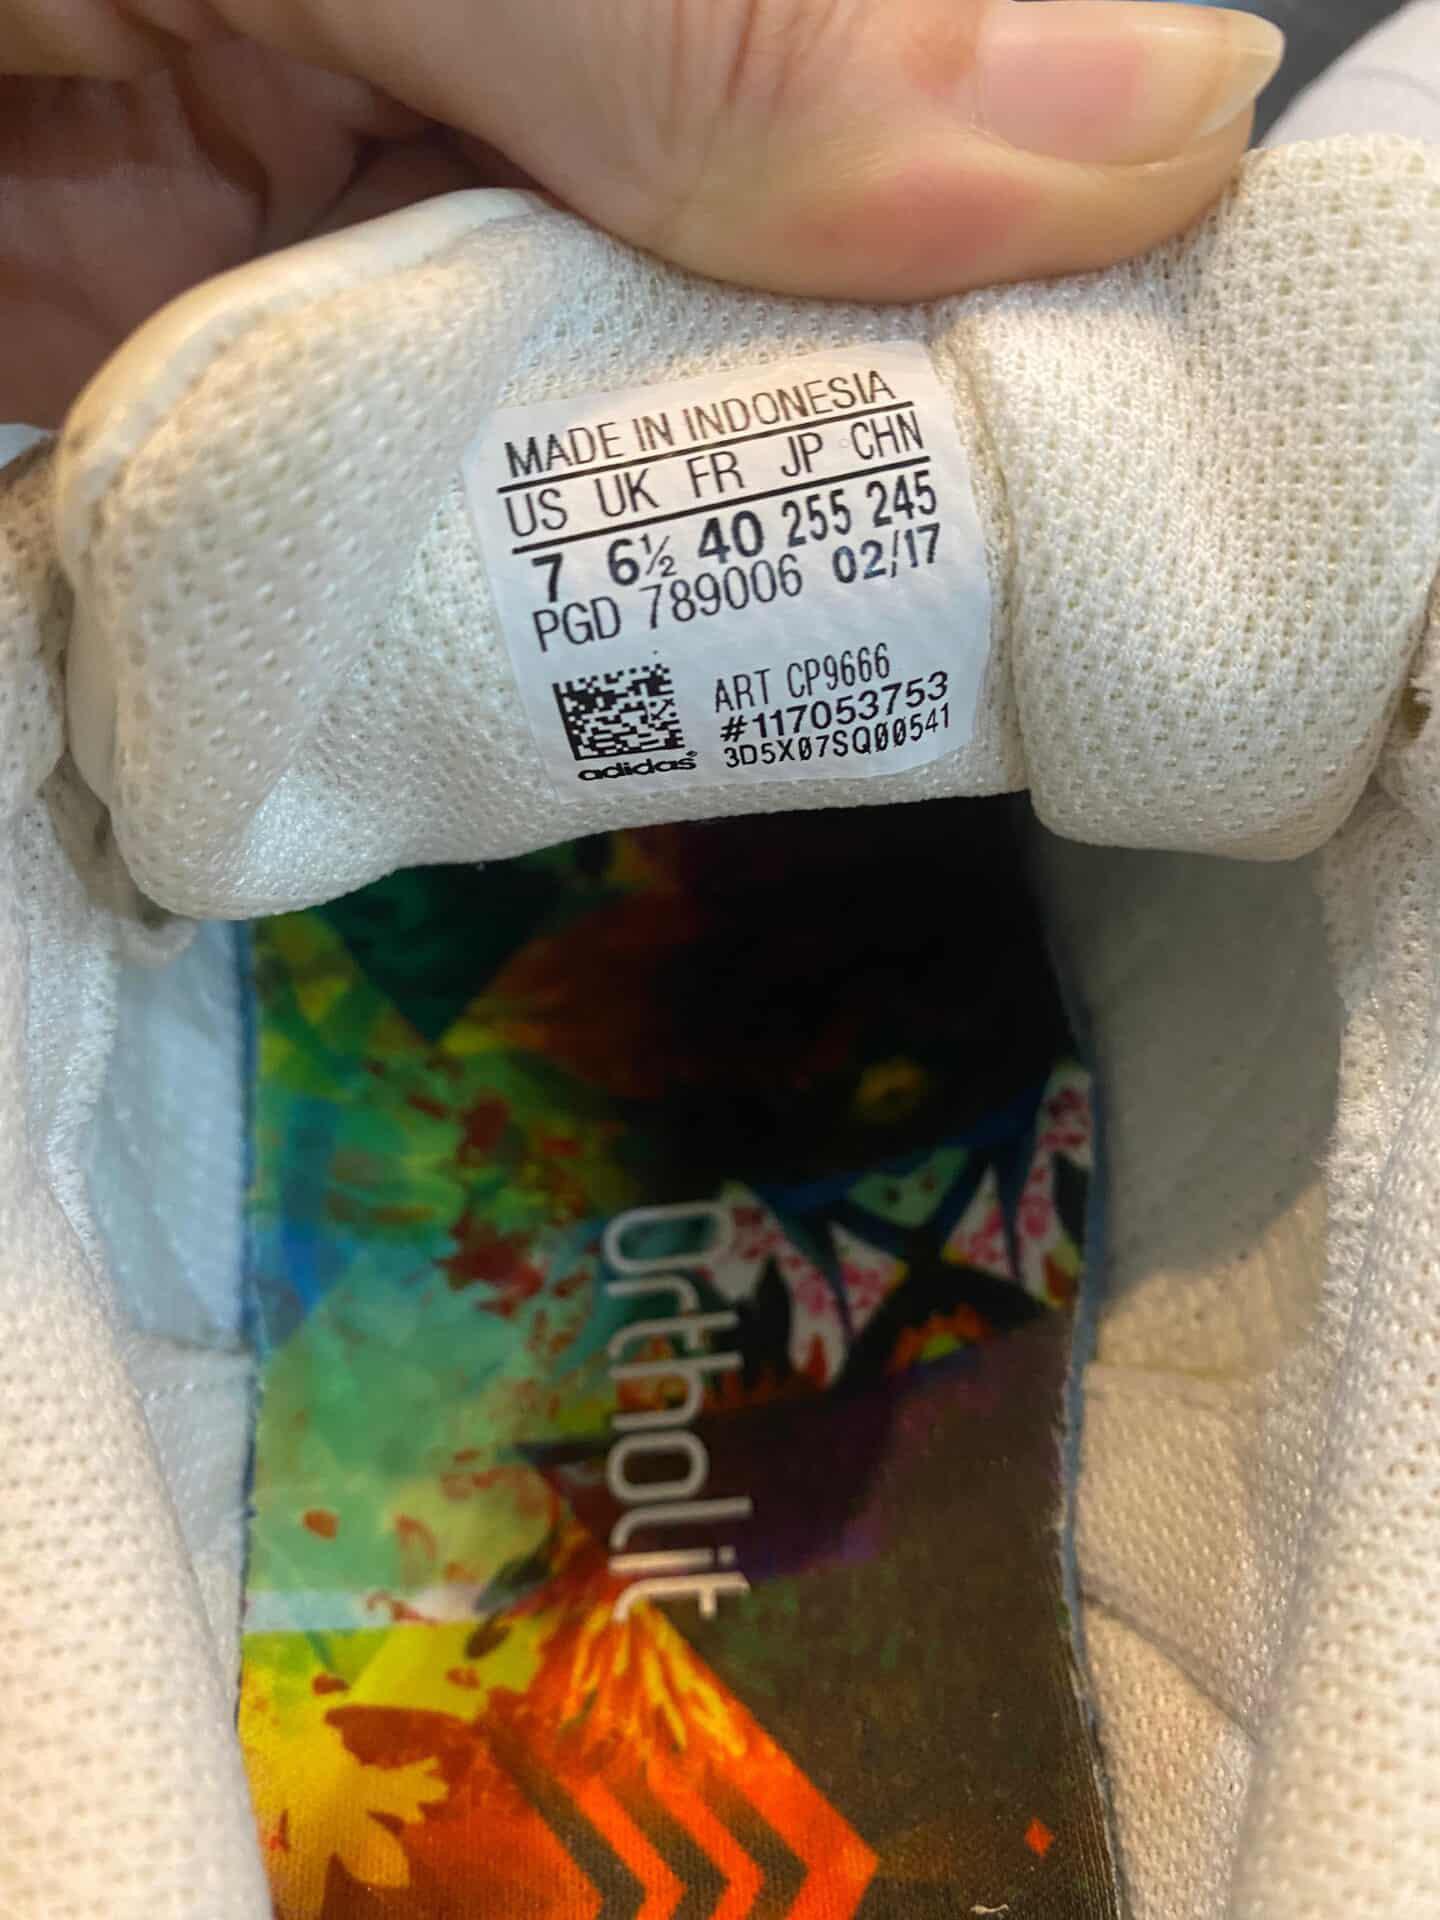 MADE IN INDONESIA
US UK FR JP CHN
7 6½ 40 255 245
PGD 789006 02/17
ART CP9666
#117053753
3D5X07SQ00541
adidas
Ortholit